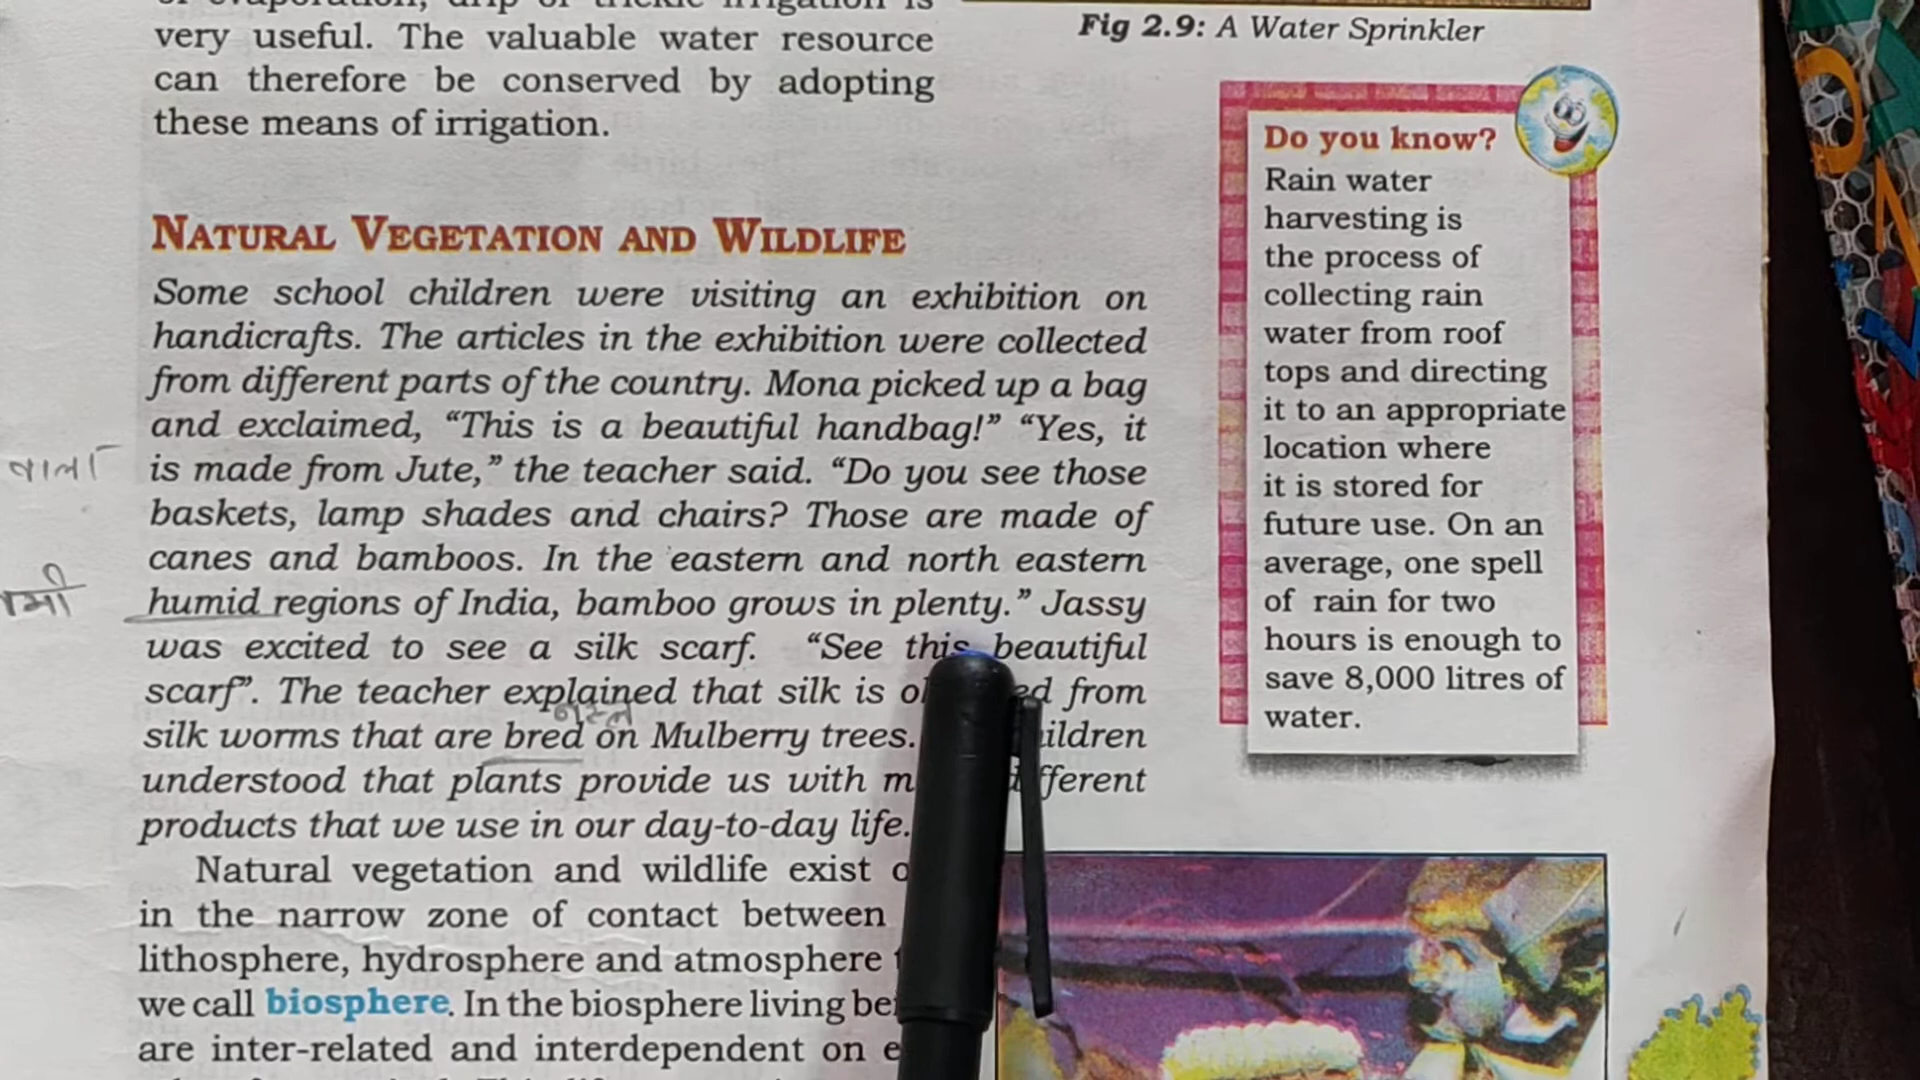 very useful. The valuable water resource
can therefore be conserved by adopting
these means of irrigation.
Fig 2.9: A Water Sprinkler
NATURAL VEGETATION AND WILDLIFE
Some school children were visiting an exhibition on
handicrafts. The articles in the exhibition were collected
from different parts of the country. Mona picked up a bag
and exclaimed, “This is a beautiful handbag!” “Yes, it
is made from Jute,” the teacher said. “Do you see those
baskets, lamp shades and chairs? Those are made of
canes and bamboos. In the eastern and north eastern
humid regions of India, bamboo grows in plenty.” Jassy
was excited to see a silk scarf. “See this beautiful
scarf”. The teacher explained that silk is from
नस्ल
silk worms that are bred on Mulberry trees.
understood that plants provide us with
products that we use in our day-to-day life.
Natural vegetation and wildlife exist
in the narrow zone of contact between
lithosphere, hydrosphere and atmosphere
we call biosphere. In the biosphere living
are inter-related and interdependent on
Do you know?
Rain water
harvesting is
the process of
collecting rain
water from roof
tops and directing
it to an appropriate
location where
it is stored for
future use. On an
average, one spell
of rain for two
hours is enough to
save 8,000 litres of
water.